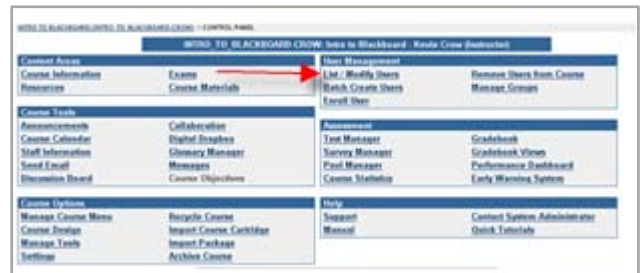 INTRO TO BLACKBOARD (INTRO_TO_BLACKBOARD CROW) > CONTROL PANEL
INTRO_TO_BLACKBOARD CROW: Intro to Blackboard - Kevin Crow (Instructor)
Content Areas
Course Information Exams
Resources Course Materials
Course Tools
Announcements Collaboration
Course Calendar Digital Dropbox
Staff Information Glossary Manager
Send Email Messages
Discussion Board Course Objectives
Course Options
Manage Course Menu Recycle Course
Course Design Import Course Cartridge
Manage Tools Import Package
Settings Archive Course
User Management
List / Modify Users Remove Users from Course
Batch Create Users Manage Groups
Enroll User
Assessment
Test Manager Gradebook
Survey Manager Gradebook Views
Pool Manager Performance Dashboard
Course Statistics Early Warning System
Help
Support Contact System Administrator
Manual Quick Tutorials